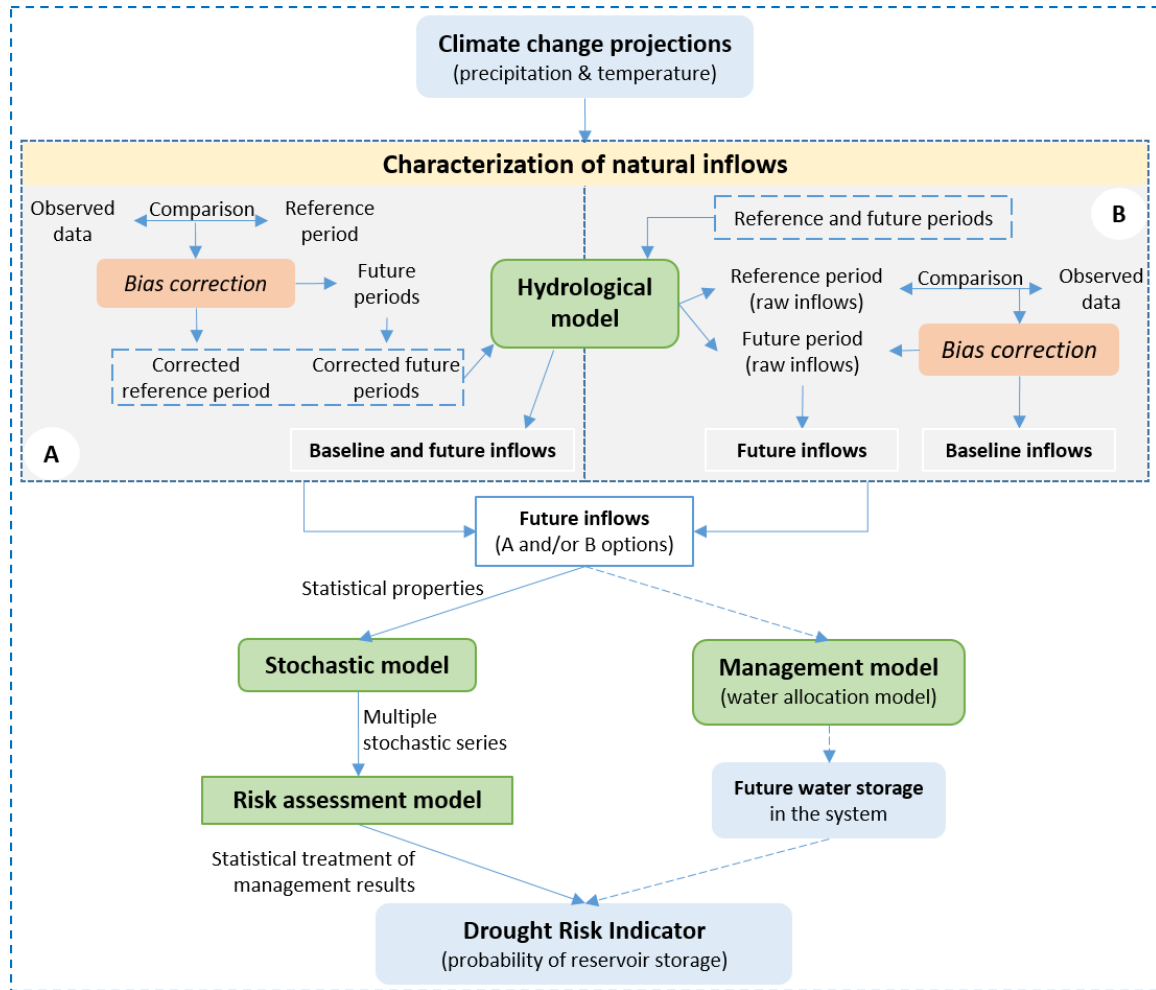 Climate change projections
(precipitation & temperature)
Characterization of natural inflows
Observed
data
Comparison
Reference
period
Bias correction
Future
periods
Corrected
reference period
Corrected future
periods
A
Baseline and future inflows
Hydrological
model
B
Reference and future periods
Reference period
(raw inflows)
Comparison
Observed
data
Future period
(raw inflows)
Bias correction
Future inflows
Baseline inflows
Future inflows
(A and/or B options)
Statistical properties
Stochastic model
Management model
(water allocation model)
Multiple
stochastic series
Risk assessment model
Future water storage
in the system
Statistical treatment of
management results
Drought Risk Indicator
(probability of reservoir storage)